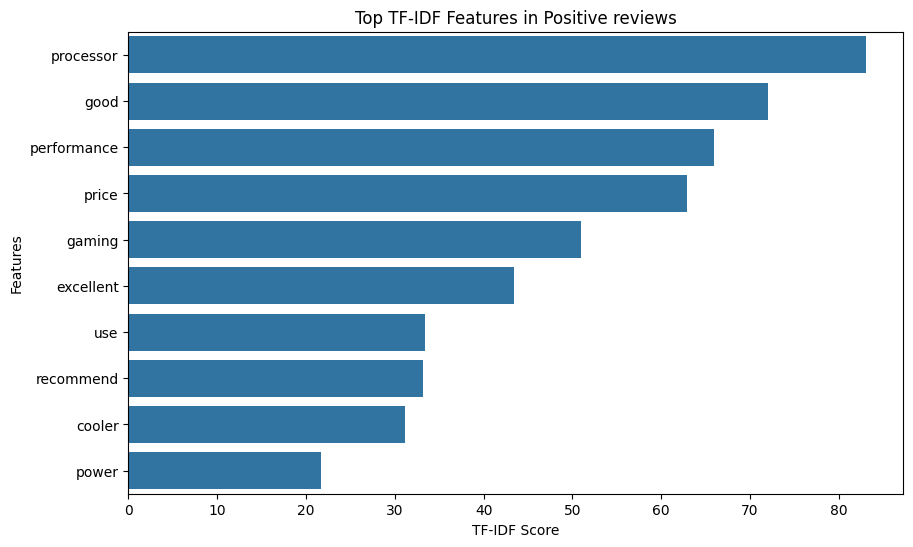 Top TF-IDF Features in Positive reviews
Features
processor
good
performance
price
gaming
excellent
use
recommend
cooler
power
0 10 20 30 40 50 60 70 80
TF-IDF Score